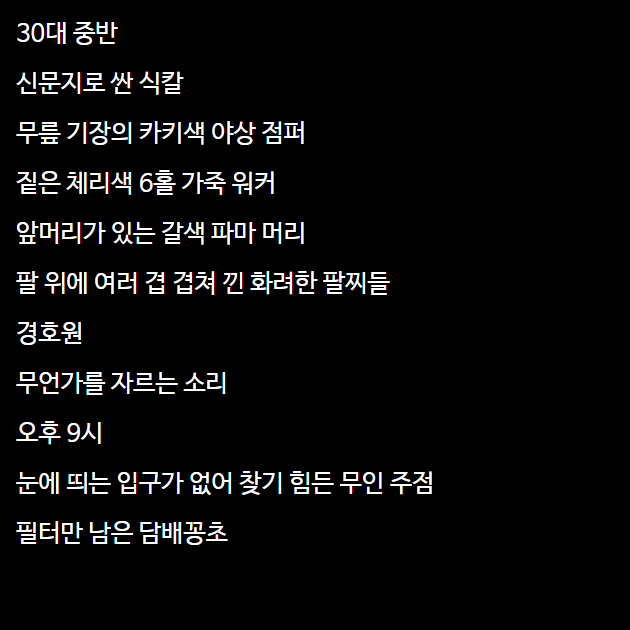 30대 중반
신문지로 싼 식칼
무릎 기장의 카키색 야상 점퍼
짙은 체리색 6홀 가죽 워커
앞머리가 있는 갈색 파마 머리
팔 위에 여러 겹 겹쳐 낀 화려한 팔찌들
경호원
무언가를 자르는 소리
오후 9시
눈에 띄는 입구가 없어 찾기 힘든 무인 주점
필터만 남은 담배꽁초